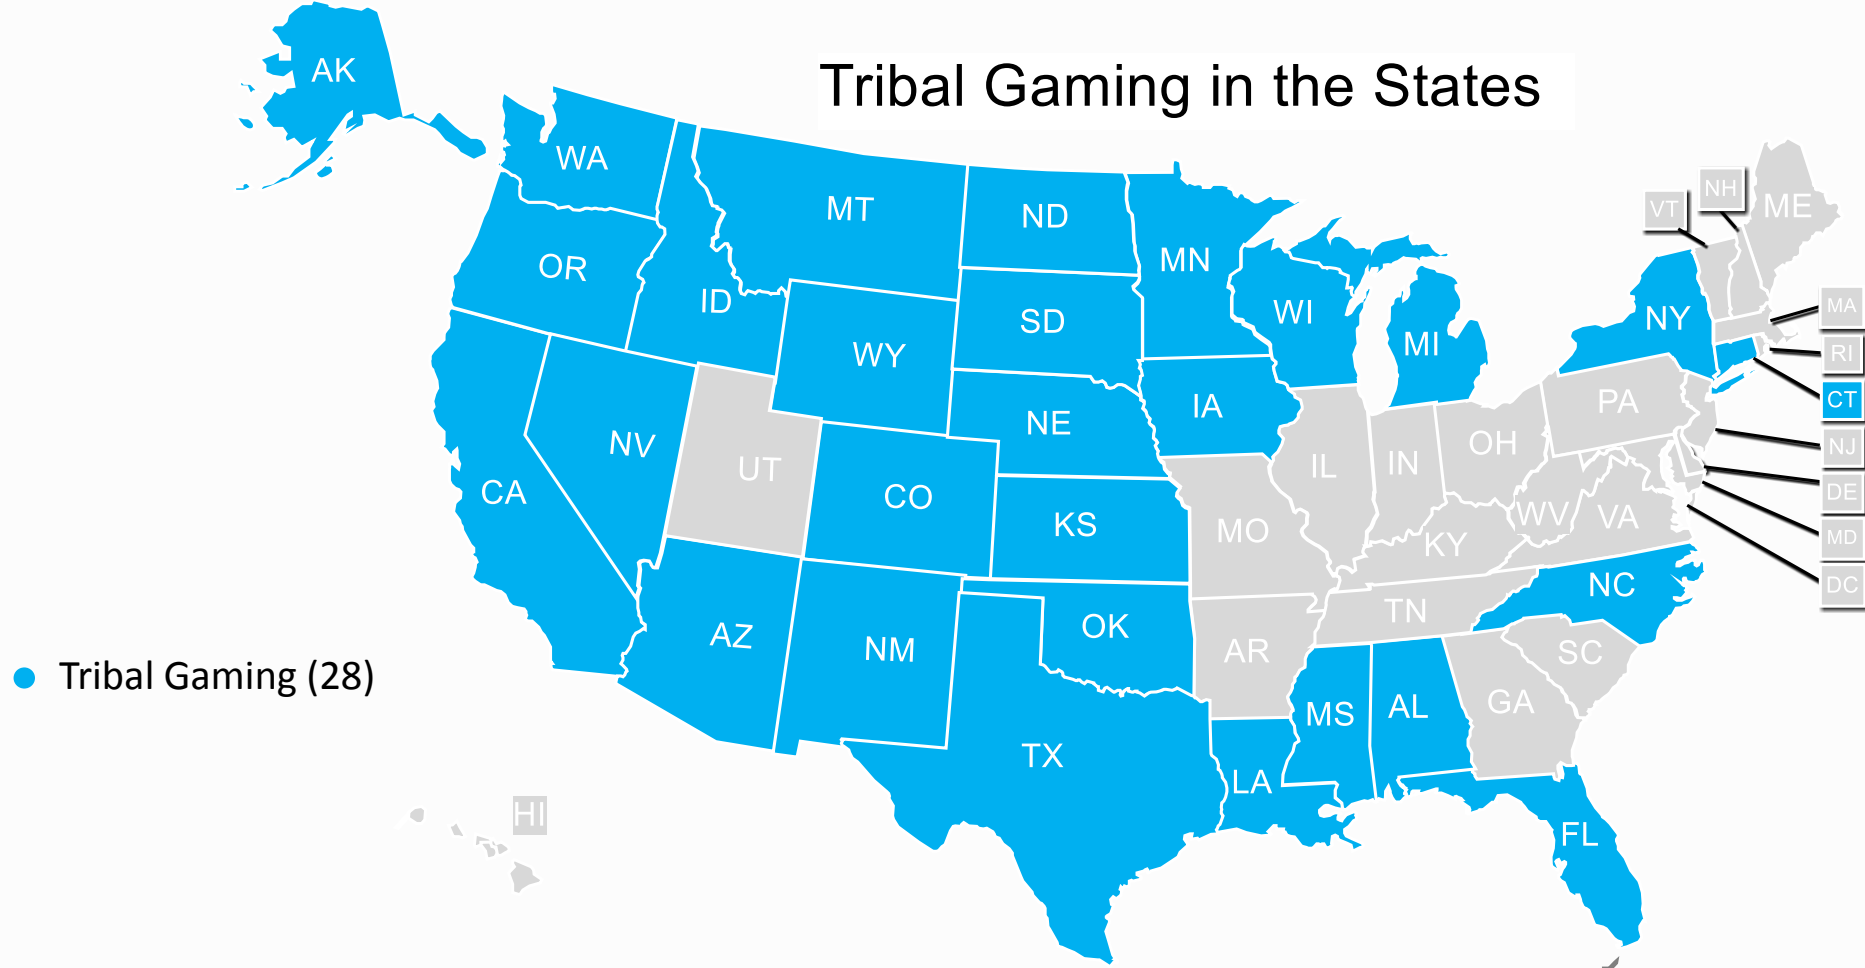 Tribal Gaming in the States
AK
WA
MT
ND
MN
OR
ID
SD
WI
MI
NY
VT
NH
ME
MA
RI
CT
NJ
DE
MD
DC
WY
NE
IA
PA
NV
UT
CO
KS
IL
IN
OH
CA
MO
KY
WV
VA
AZ
NM
OK
AR
TN
NC
SC
TX
LA
MS
AL
GA
FL
HI
Tribal Gaming (28)